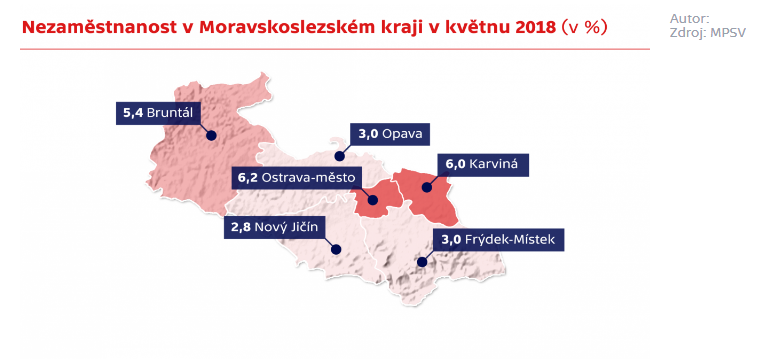 Nezaměstnanost v Moravskoslezském kraji v květnu 2018 (v %)
Autor:
Zdroj: MPSV
5,4 Bruntál
3,0 Opava
6,0 Karviná
6,2 Ostrava-město
2,8 Nový Jičín
3,0 Frýdek-Místek